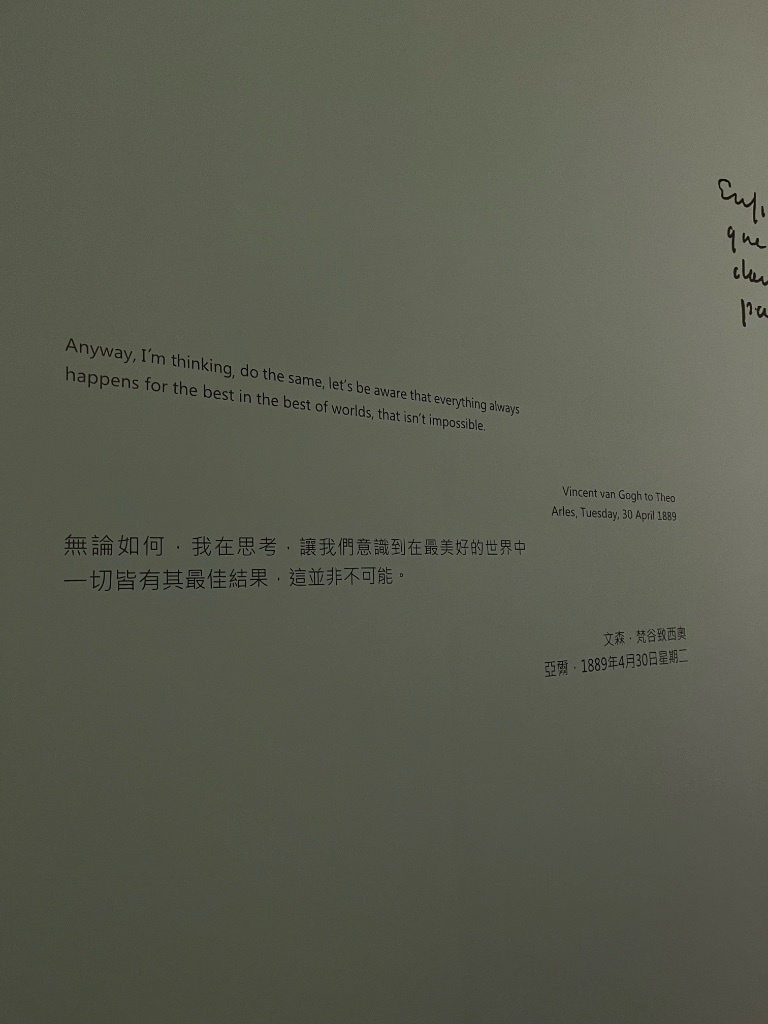 Anyway, I'm thinking, do the same, let's be aware that everything always
happens for the best in the best of worlds, that isn't impossible.
Vincent van Gogh to Theo
Arles, Tuesday, 30 April 1889
無論如何，我在思考，讓我們意識到在最美好的世界中
一切皆有其最佳結果，這並非不可能。
文森．梵谷致西奧
亞爾，1889年4月30日星期二
que